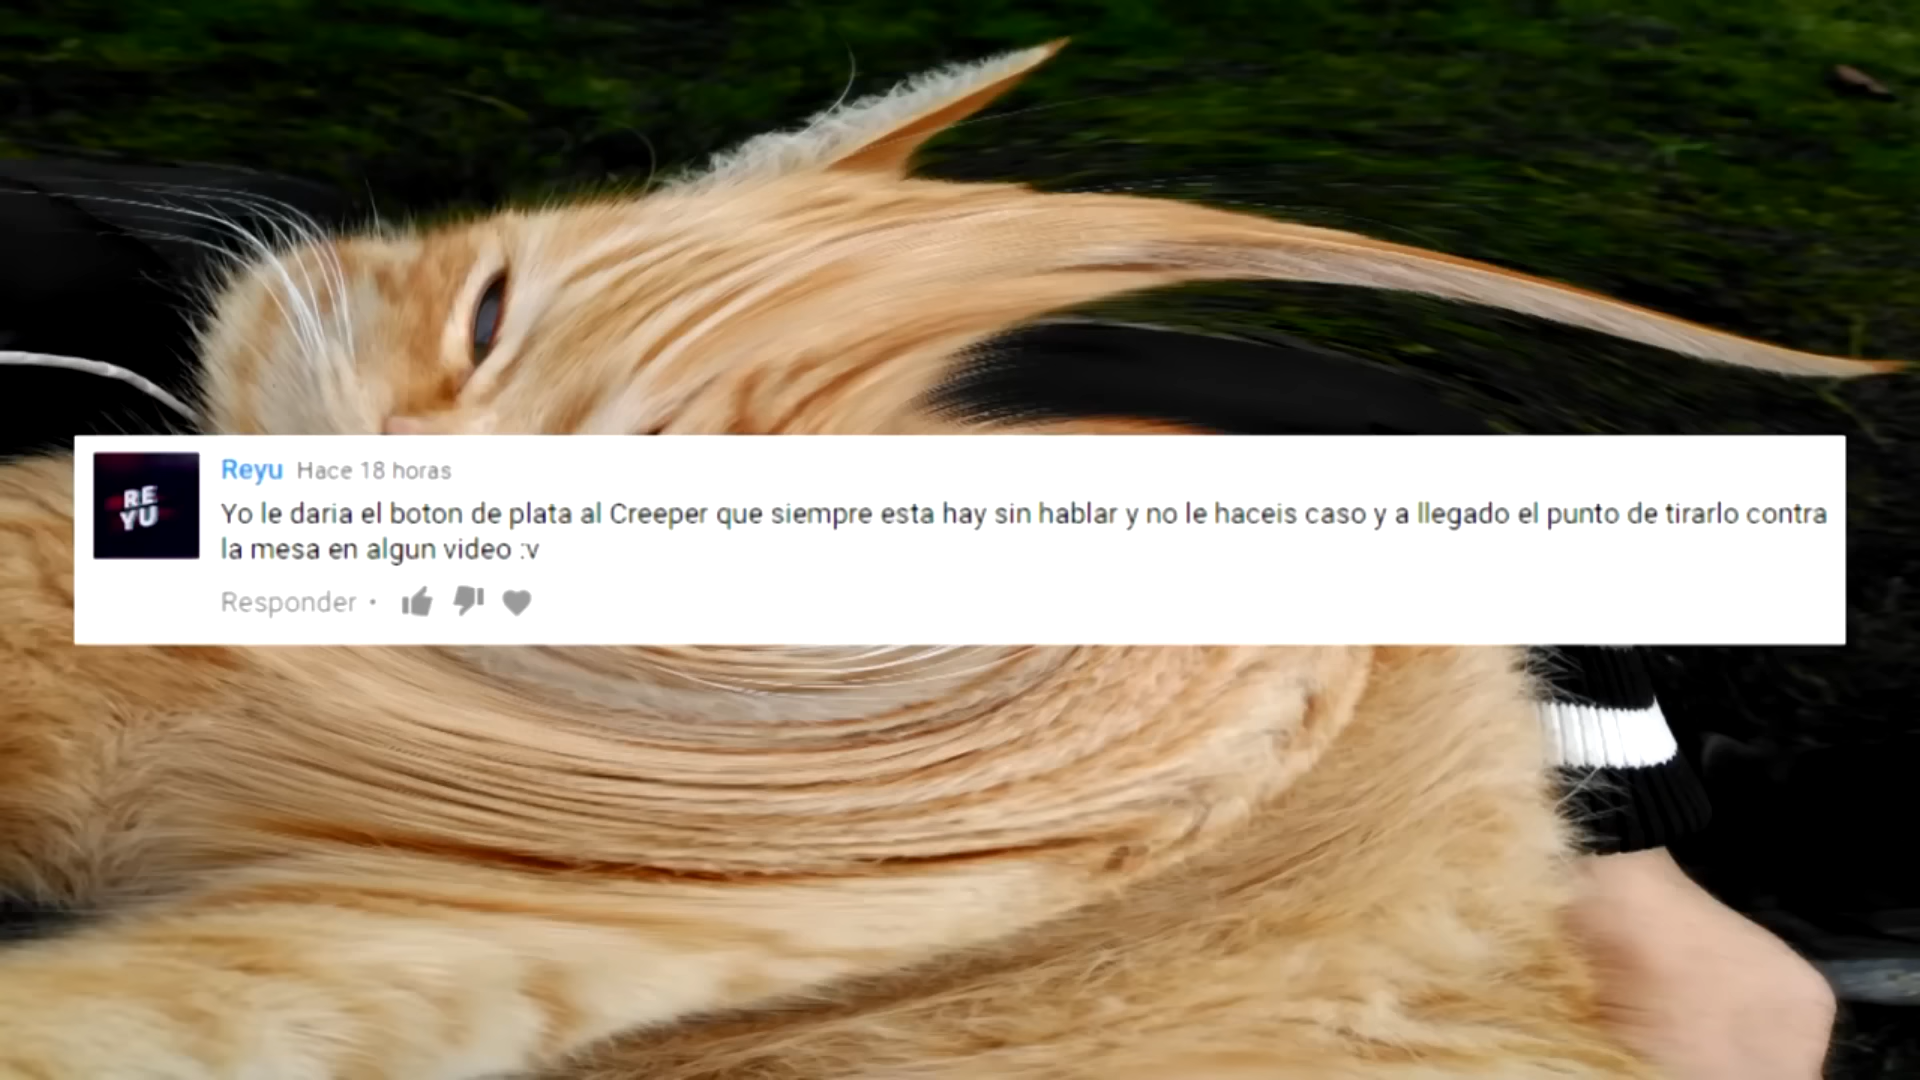 RE
YU
Reyu Hace 18 horas
Yo le daria el boton de plata al Creeper que siempre esta hay sin hablar y no le haceis caso y a llegado el punto de tirarlo contra
la mesa en algun video :v
Responder •